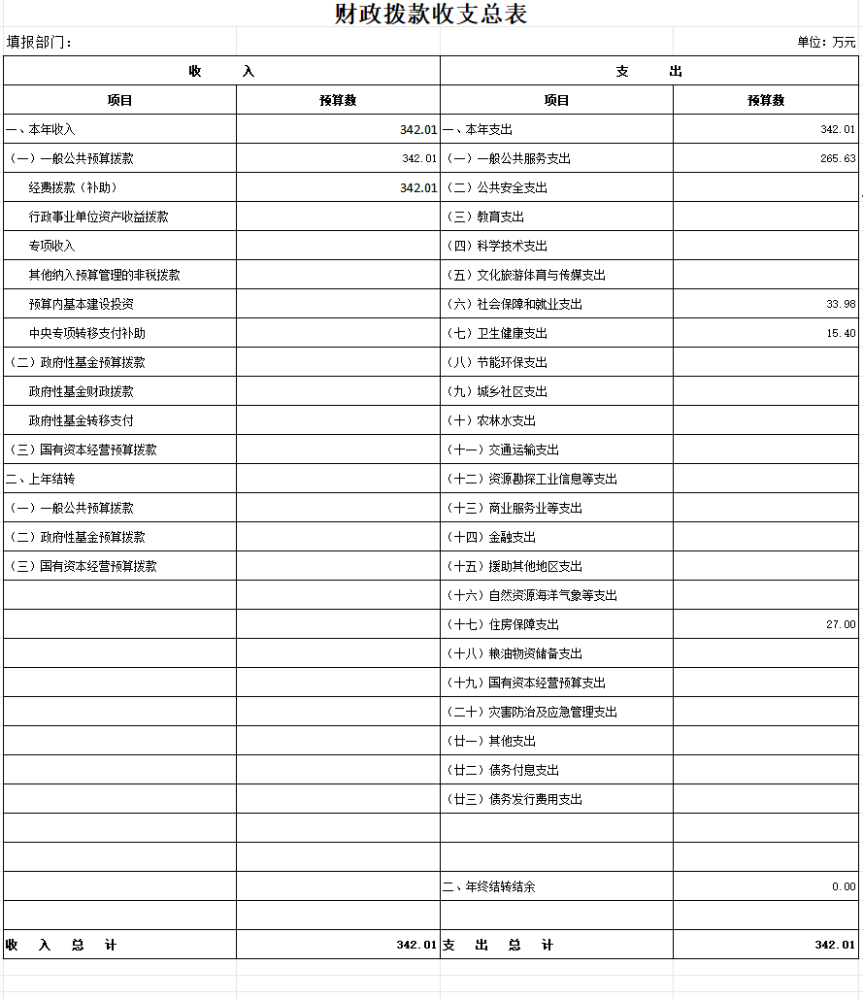 财政拨款收支总表
填报部门： 单位：万元
收 入 支 出
项目 预算数 项目 预算数
一、本年收入 342.01 一、本年支出 342.01
（一）一般公共预算拨款 342.01 （一）一般公共服务支出 265.63
经费拨款（补助） 342.01 （二）公共安全支出
行政事业单位资产收益拨款 （三）教育支出
专项收入 （四）科学技术支出
其他纳入预算管理的非税拨款 （五）文化旅游体育与传媒支出
预算内基本建设投资 （六）社会保障和就业支出 33.98
中央专项转移支付补助 （七）卫生健康支出 15.40
（二）政府性基金预算拨款 （八）节能环保支出
政府性基金财政拨款 （九）城乡社区支出
政府性基金转移支付 （十）农林水支出
（三）国有资本经营预算拨款 （十一）交通运输支出
二、上年结转 （十二）资源勘探工业信息等支出
（一）一般公共预算拨款 （十三）商业服务业等支出
（二）政府性基金预算拨款 （十四）金融支出
（三）国有资本经营预算拨款 （十五）援助其他地区支出
（十六）自然资源海洋气象等支出
（十七）住房保障支出 27.00
（十八）粮油物资储备支出
（十九）国有资本经营预算支出
（二十）灾害防治及应急管理支出
（廿一）其他支出
（廿二）债务付息支出
（廿三）债务发行费用支出
二、年终结转结余 0.00
收 入 总 计 342.01 支 出 总 计 342.01